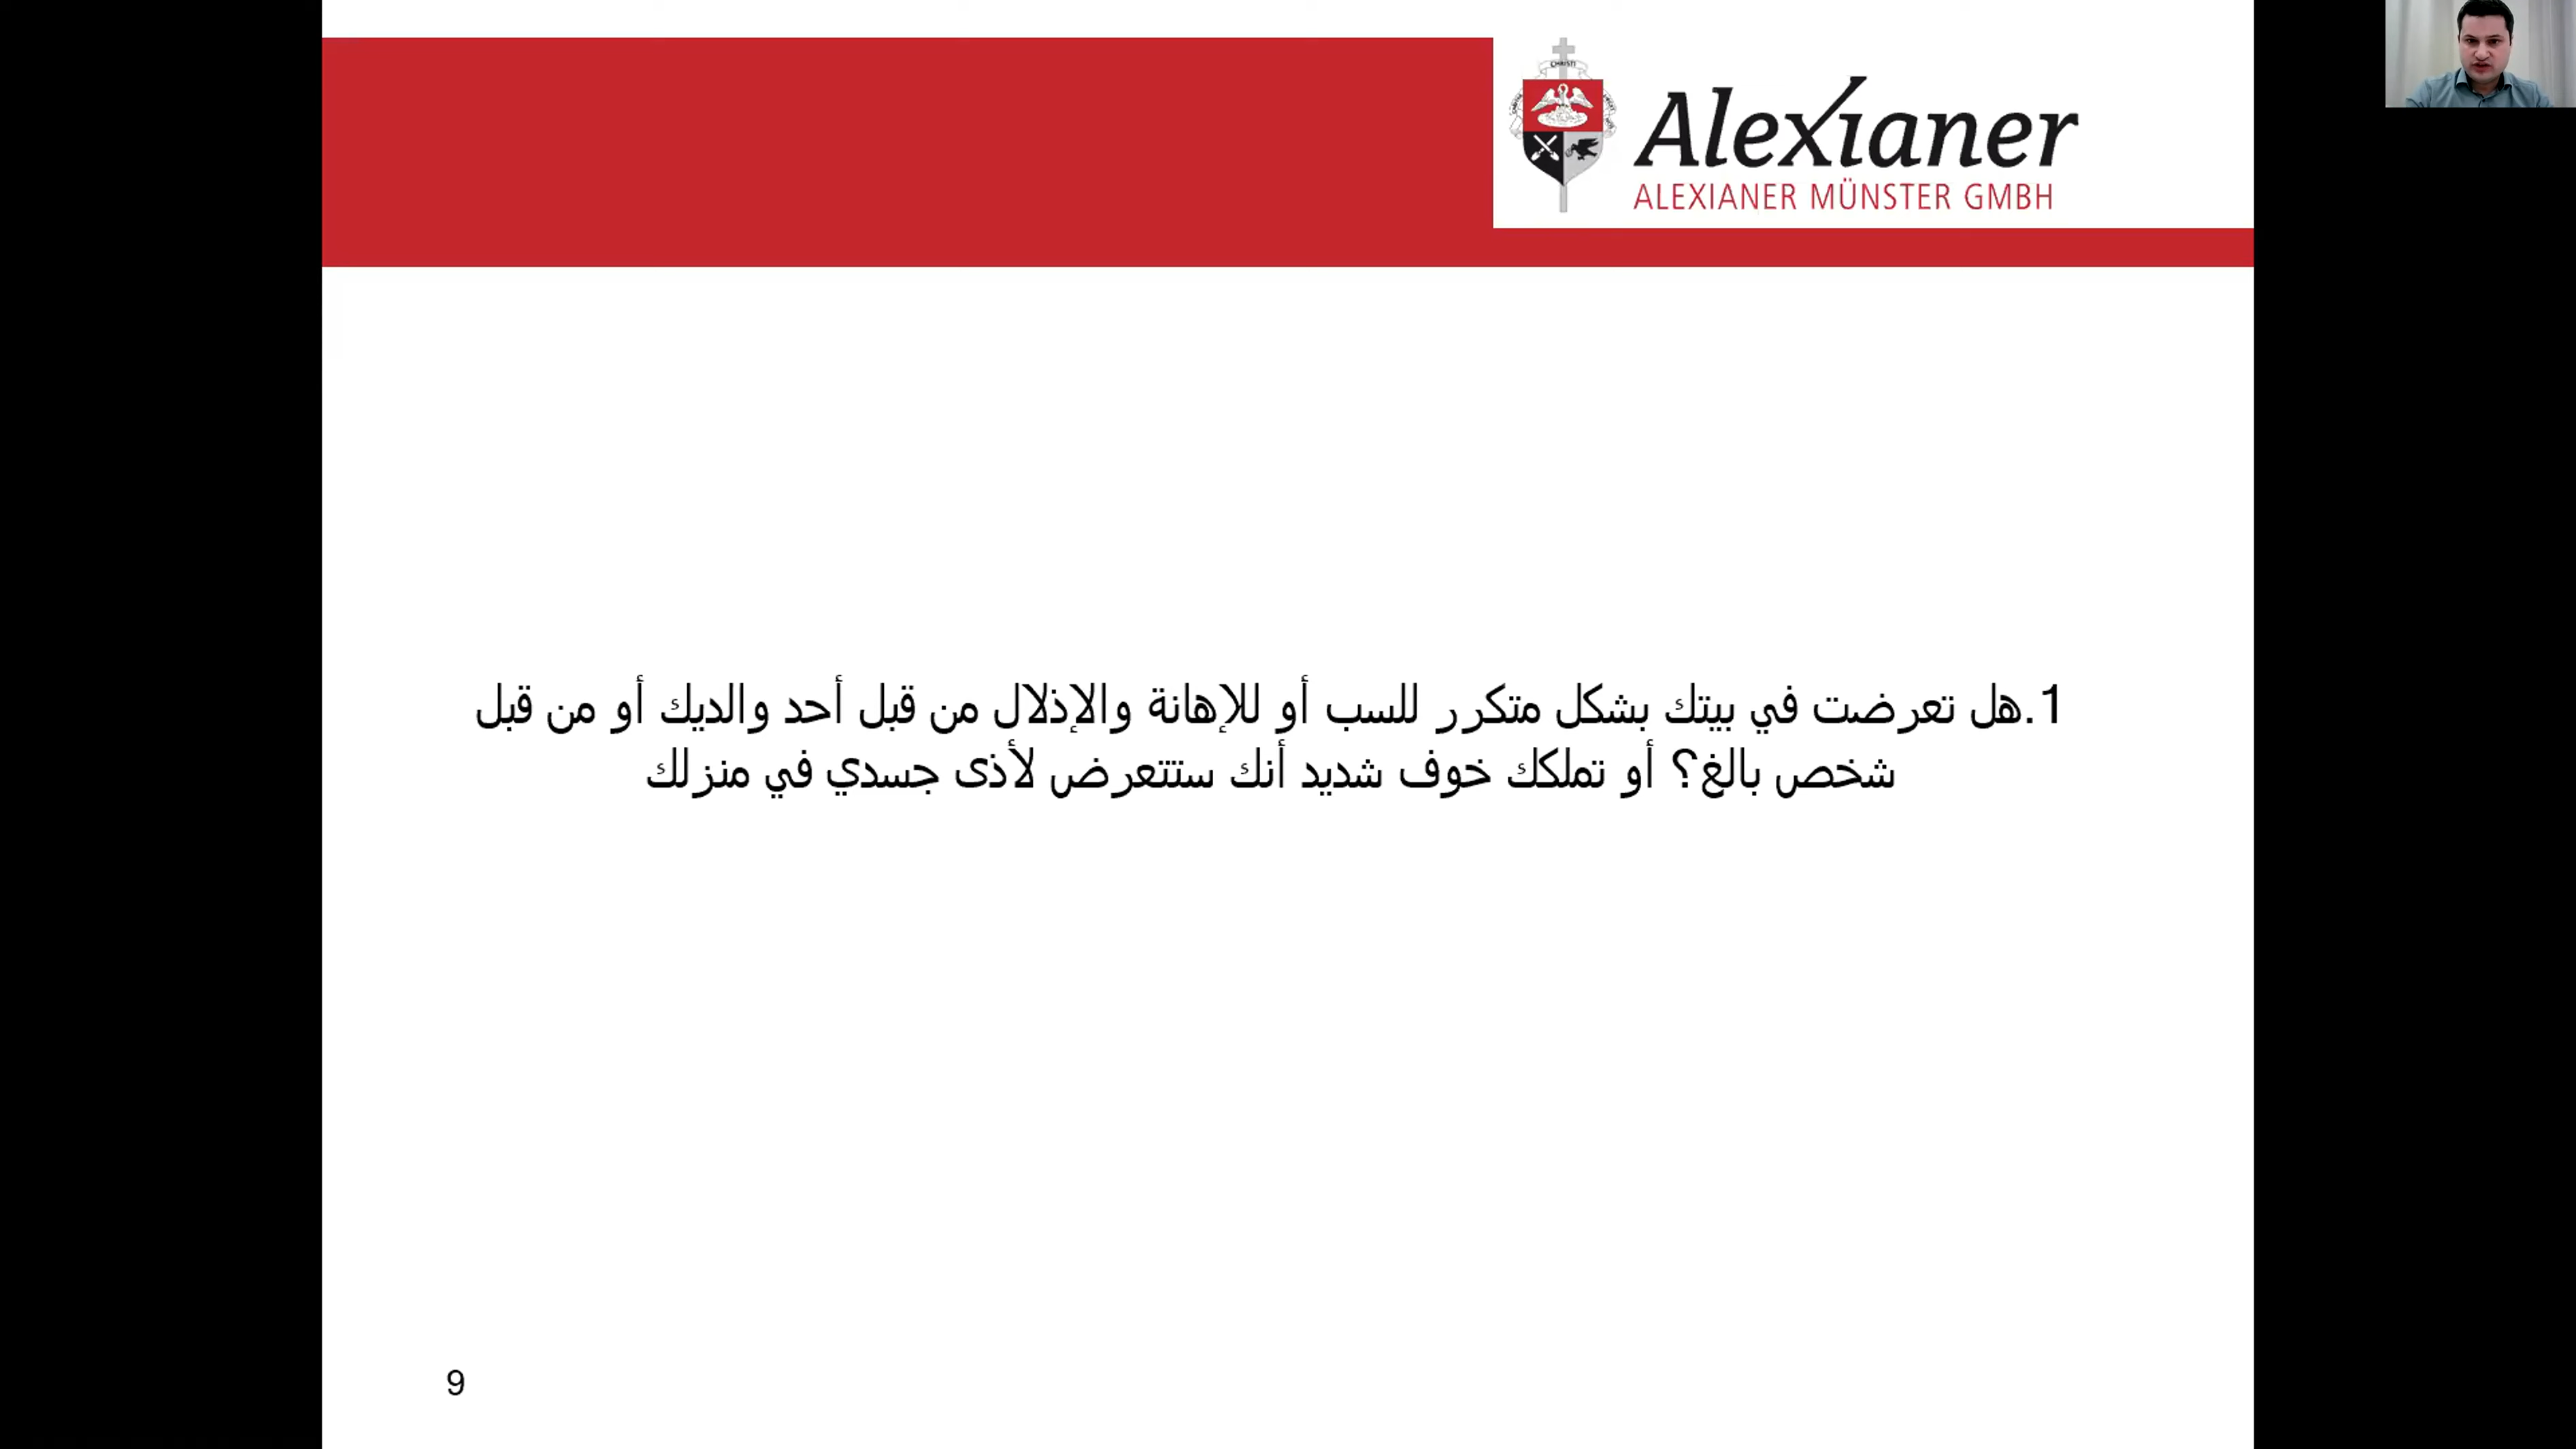 CHRISTI
Alexianer
ALEXIANER MÜNSTER GMBH
1.هل تعرضت في بيتك بشكل متكرر للسب أو للإهانة والإذلال من قبل أحد والديك أو من قبل
شخص بالغ؟ أو تملكك خوف شديد أنك ستتعرض لأذى جسدي في منزلك
9